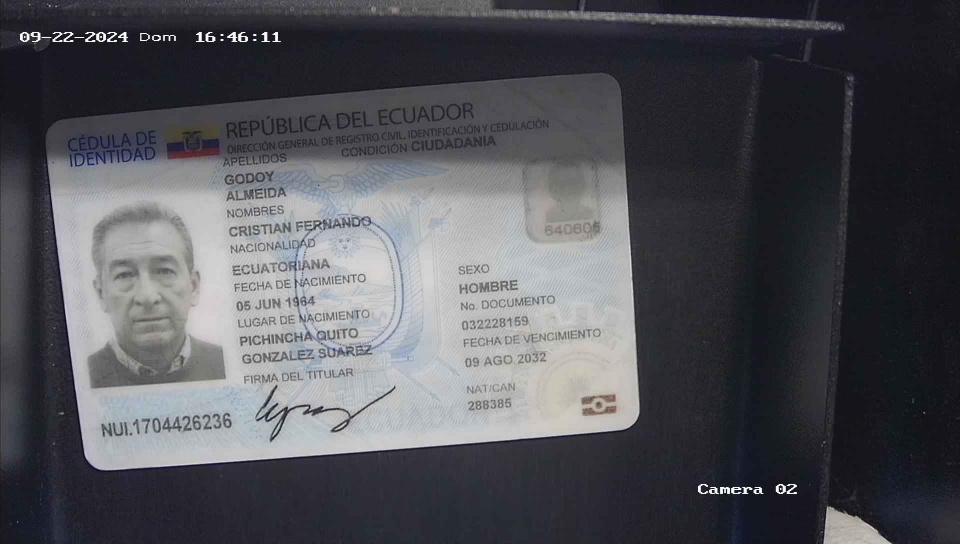 09-22-2024 Dom 16:46:11
CÉDULA DE
IDENTIDAD
REPÚBLICA DEL ECUADOR
DIRECCIÓN GENERAL DE REGISTRO CIVIL, IDENTIFICACIÓN Y CEDULACIÓN
APELLIDOS
CONDICIÓN CIUDADANIA
GODOY
ALMEIDA
NOMBRES
CRISTIAN FERNANDO
NACIONALIDAD
ECUATORIANA
FECHA DE NACIMIENTO
05 JUN 1964
LUGAR DE NACIMIENTO
PICHINCHA QUITO
GONZALEZ SUAREZ
FIRMA DEL TITULAR
640605
SEXO
HOMBRE
No. DOCUMENTO
032228159
FECHA DE VENCIMIENTO
09 AGO 2032
NAT/CAN
288385
NUI.1704426236
Camera 02